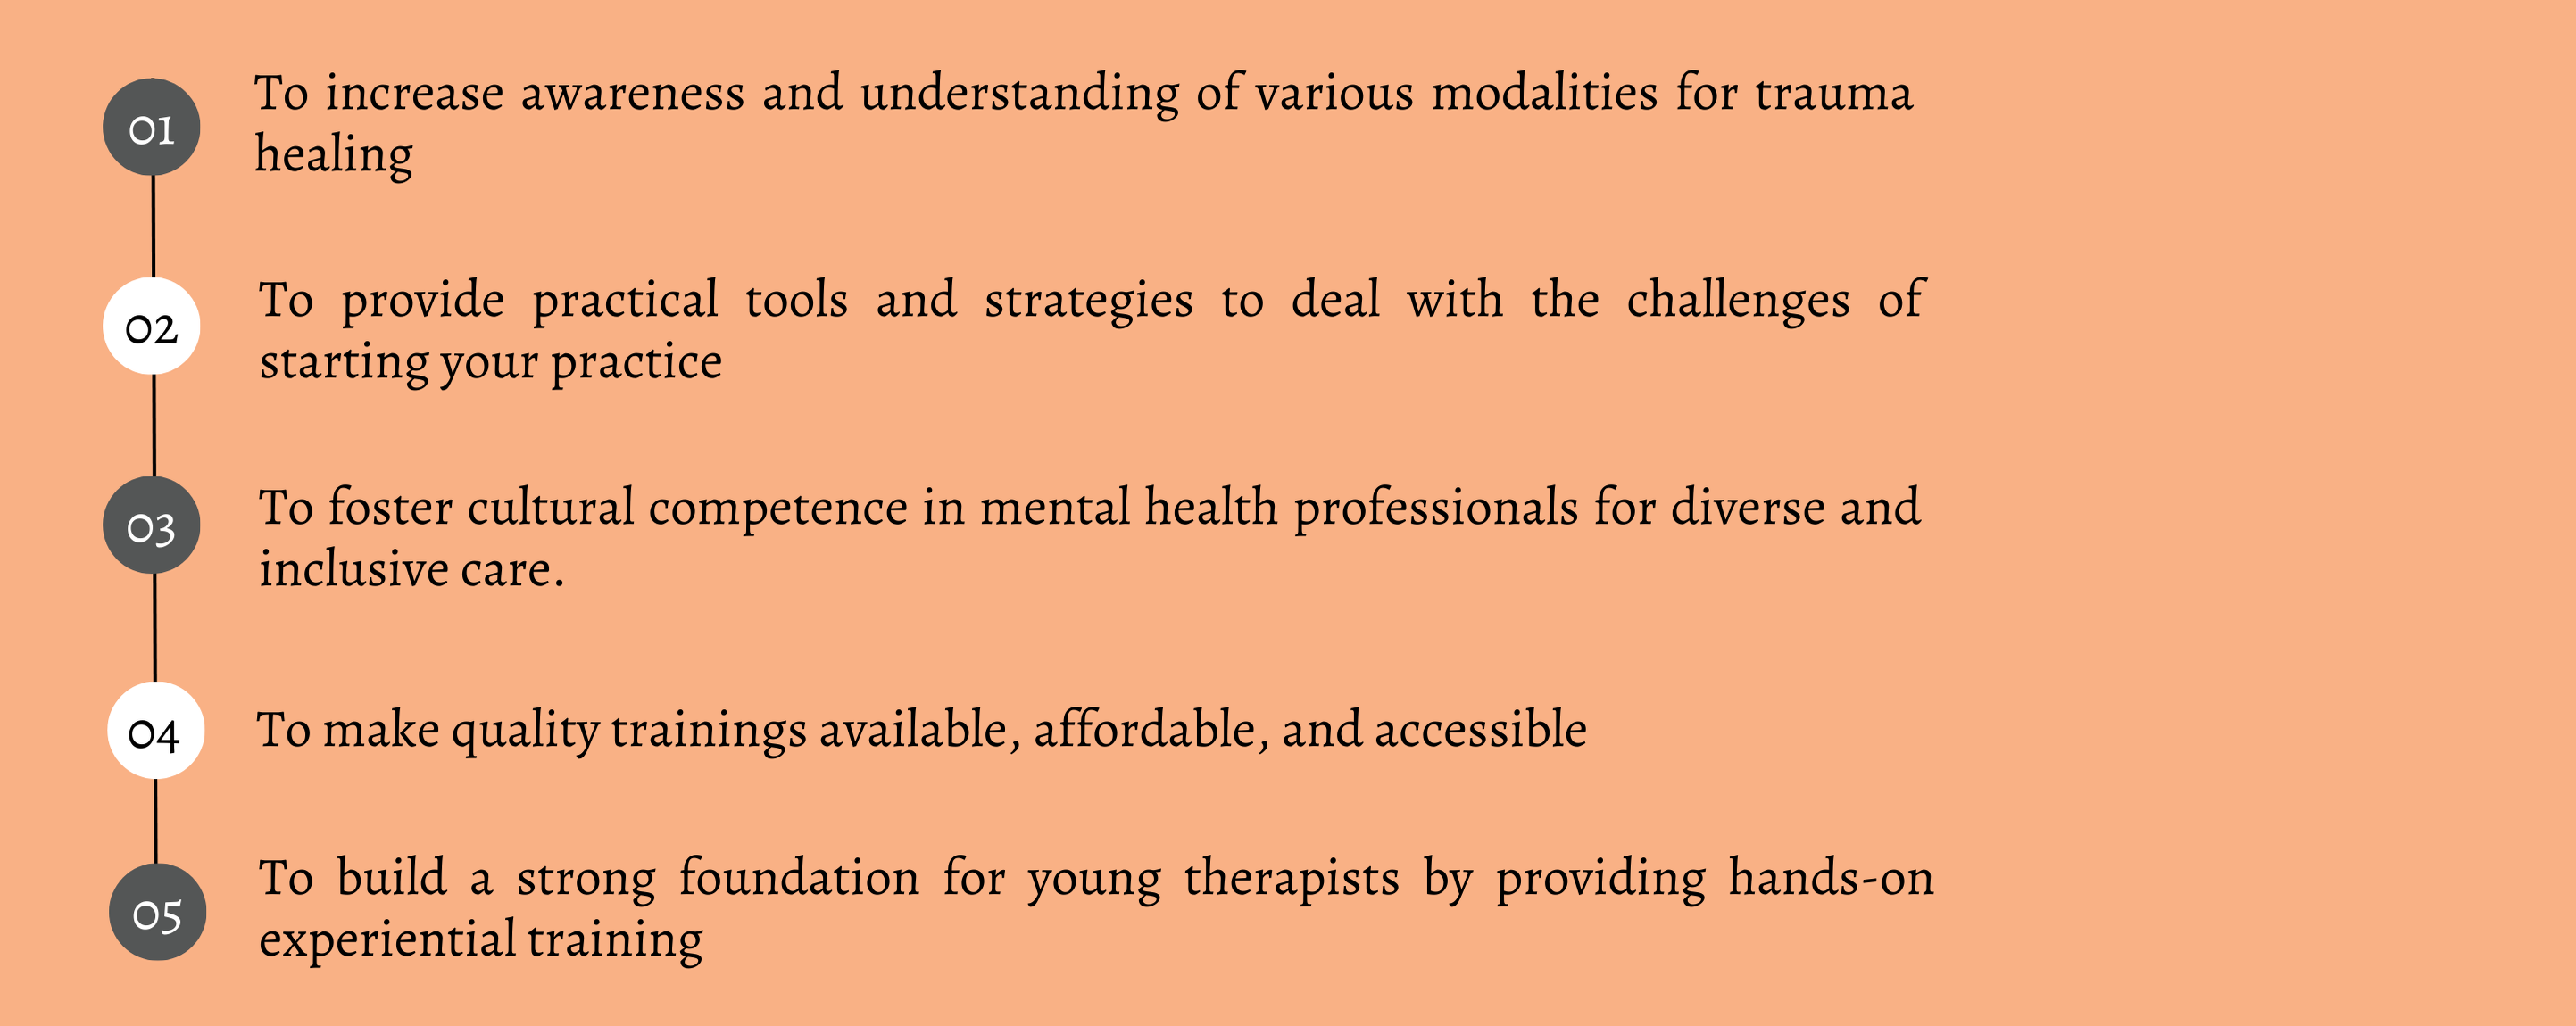 01
To increase awareness and understanding of various modalities for trauma
healing
02
To provide practical tools and strategies to deal with the challenges of
starting your practice
03
To foster cultural competence in mental health professionals for diverse and
inclusive care.
04
To make quality trainings available, affordable, and accessible
05
To build a strong foundation for young therapists by providing hands-on
experiential training